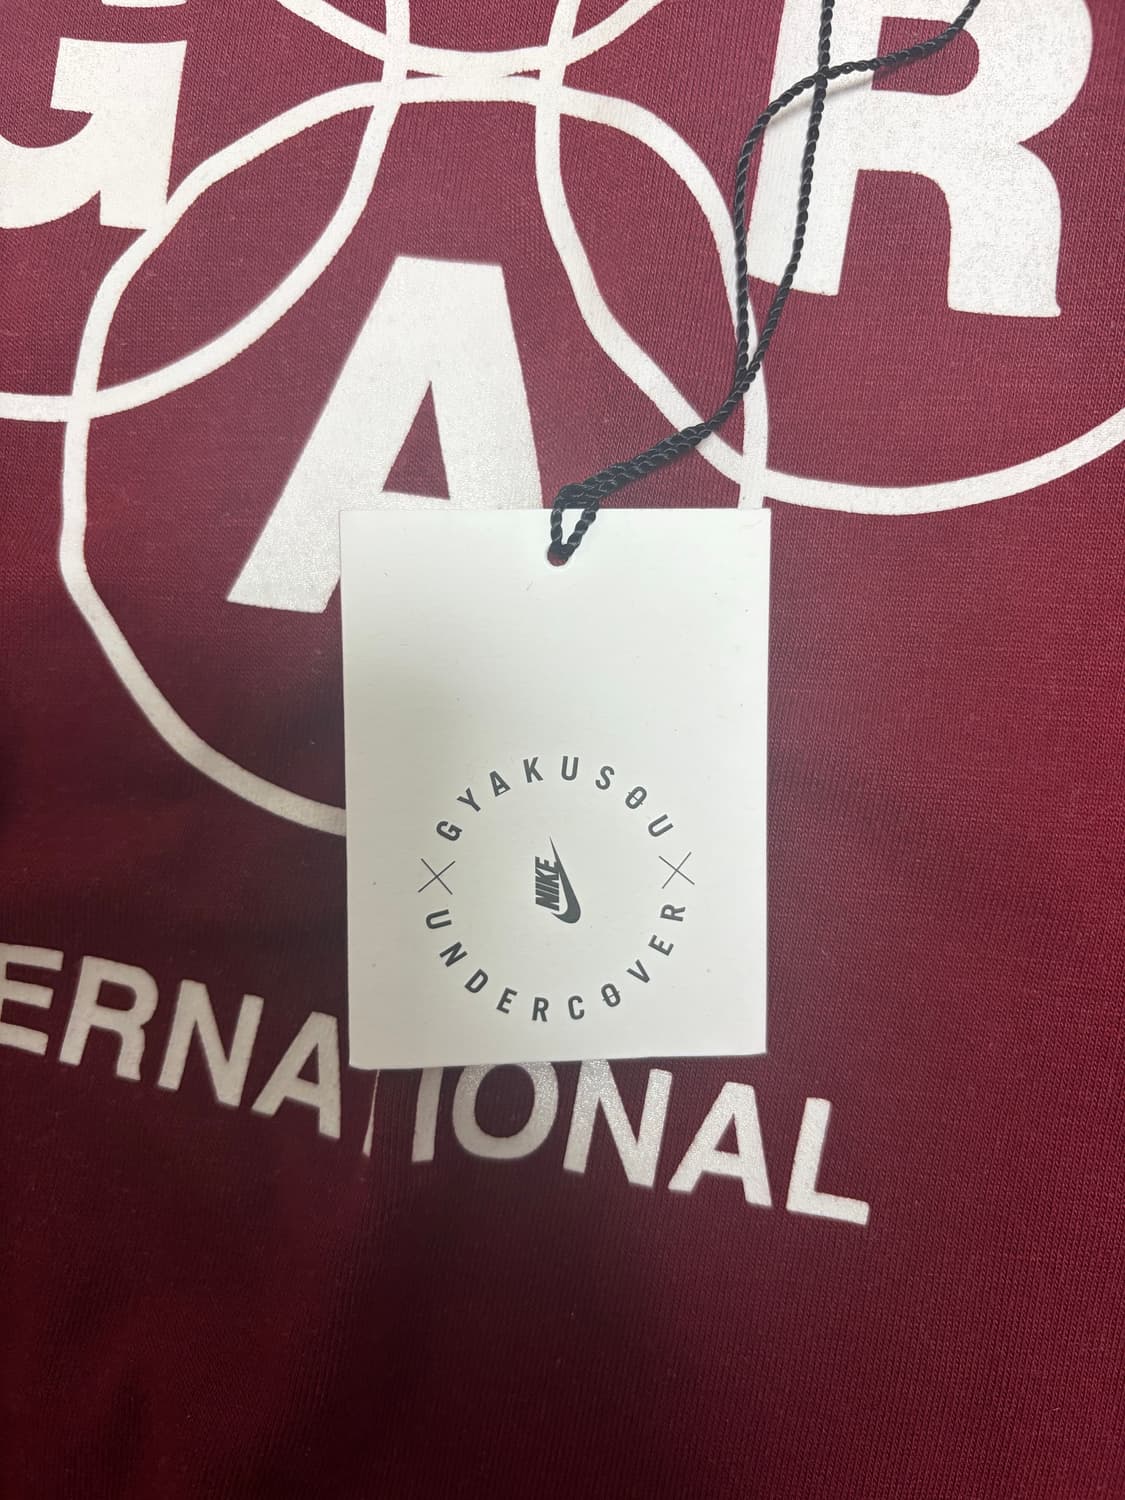 G R
A
GYAKUSOU
NIKE
UNDERCOVER
ERNATIONAL